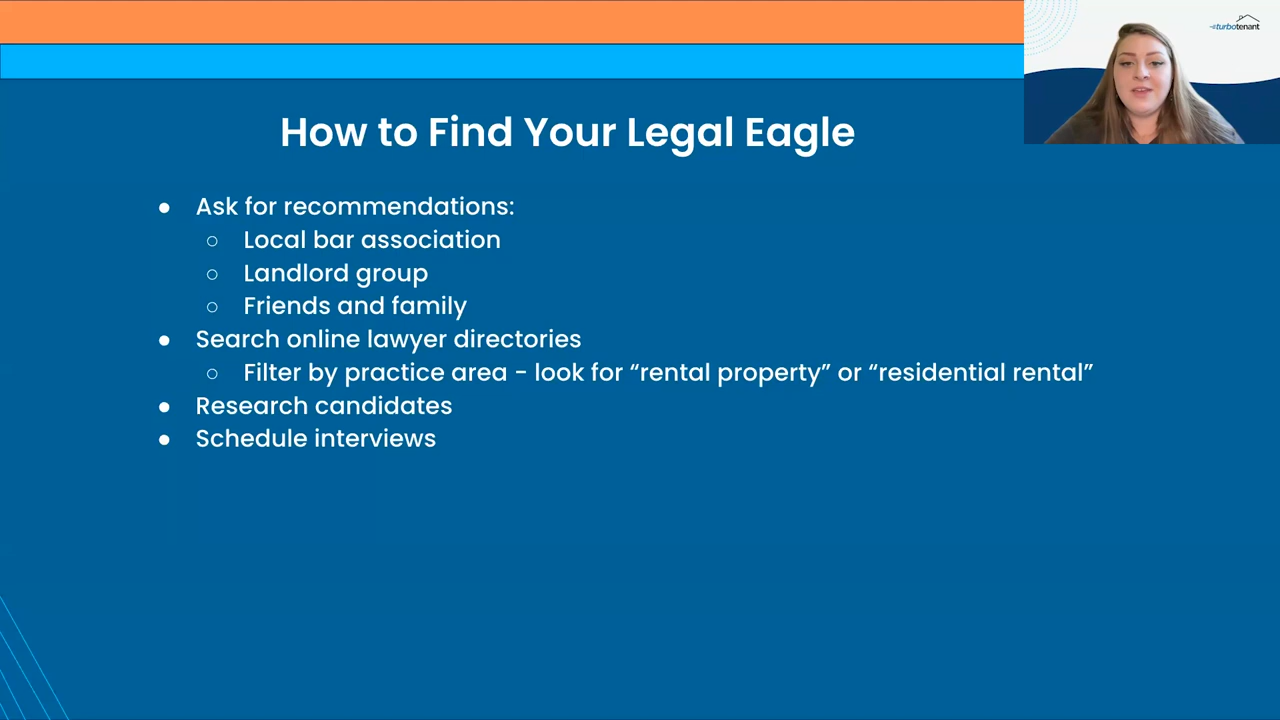 turbotenant
How to Find Your Legal Eagle
● Ask for recommendations:
○ Local bar association
○ Landlord group
○ Friends and family
● Search online lawyer directories
○ Filter by practice area - look for “rental property” or “residential rental”
● Research candidates
● Schedule interviews